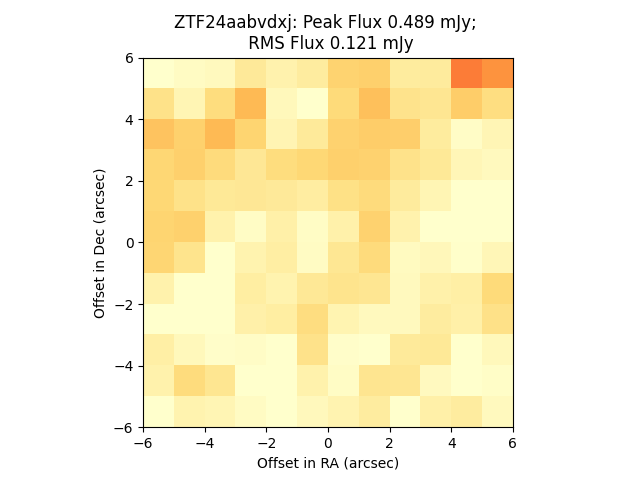 ZTF24aabvdxj: Peak Flux 0.489 mJy;
RMS Flux 0.121 mJy
6
4
2
0
−2
−4
−6
Offset in Dec (arcsec)
−6 −4 −2 0 2 4 6
Offset in RA (arcsec)